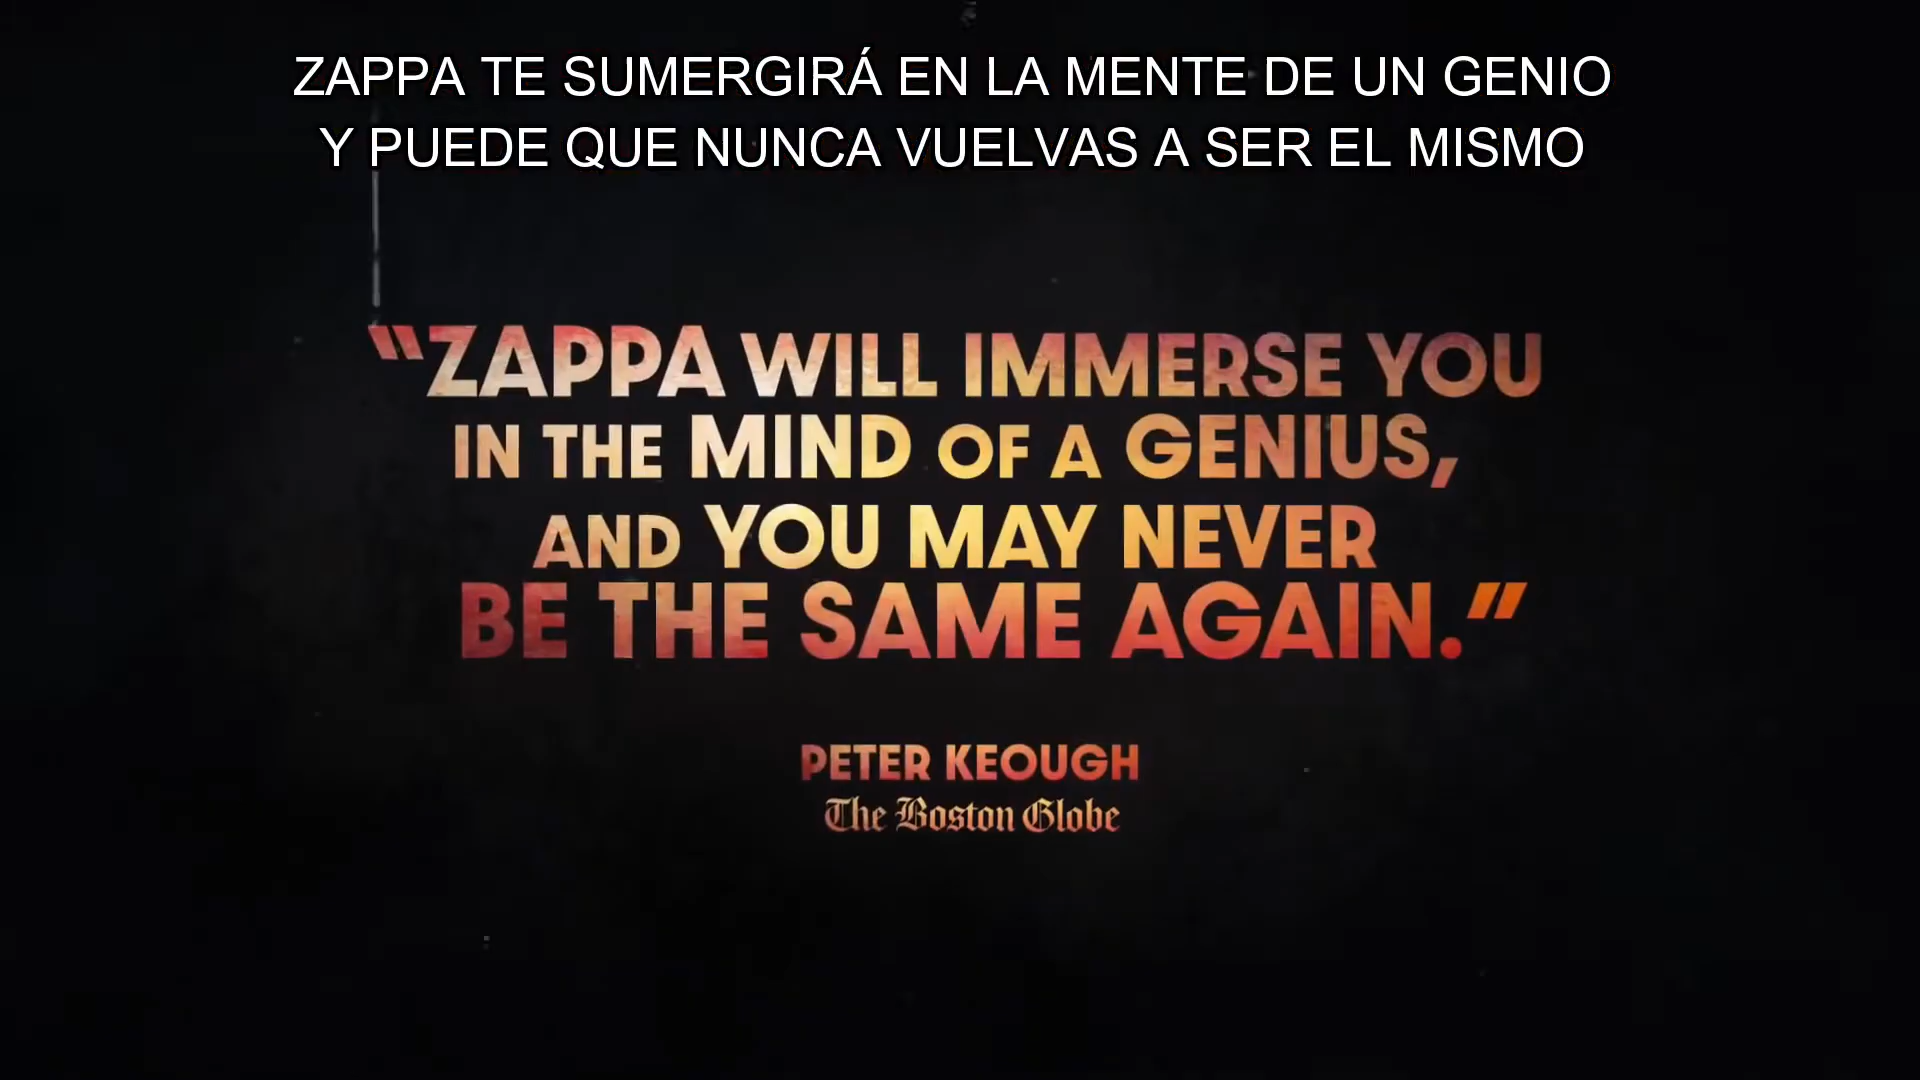 ZAPPA TE SUMERGIRÁ EN LA MENTE DE UN GENIO
Y PUEDE QUE NUNCA VUELVAS A SER EL MISMO
“ZAPPA WILL IMMERSE YOU
IN THE MIND OF A GENIUS,
AND YOU MAY NEVER
BE THE SAME AGAIN.”
PETER KEOUGH
The Boston Globe